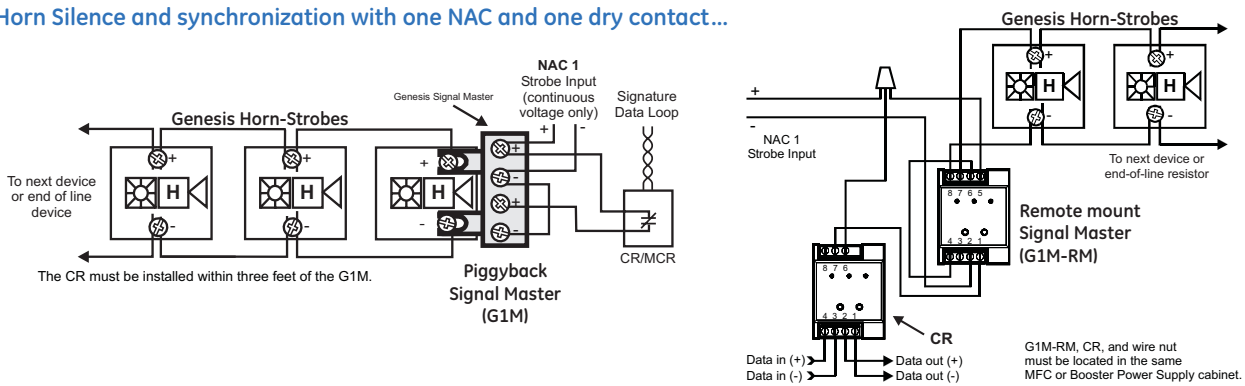 Horn Silence and synchronization with one NAC and one dry contact...
Genesis Horn-Strobes
Genesis Signal Master
NAC 1
Strobe Input
(continuous
voltage only)
+ -
Signature
Data Loop
To next device
or end of line
device
+
H
-
+
H
-
+
H
-
+
-
+
-
CR/MCR
The CR must be installed within three feet of the G1M.
Piggyback
Signal Master
(G1M)
Genesis Horn-Strobes
+
H
-
+
H
-
+
-
NAC 1
Strobe Input
To next device or
end-of-line resistor
8 7 6 5
4 3 2 1
Remote mount
Signal Master
(G1M-RM)
8 7 6
4 3 2 1
CR
Data in (+)
Data out (+)
Data in (-)
Data out (-)
G1M-RM, CR, and wire nut
must be located in the same
MFC or Booster Power Supply cabinet.